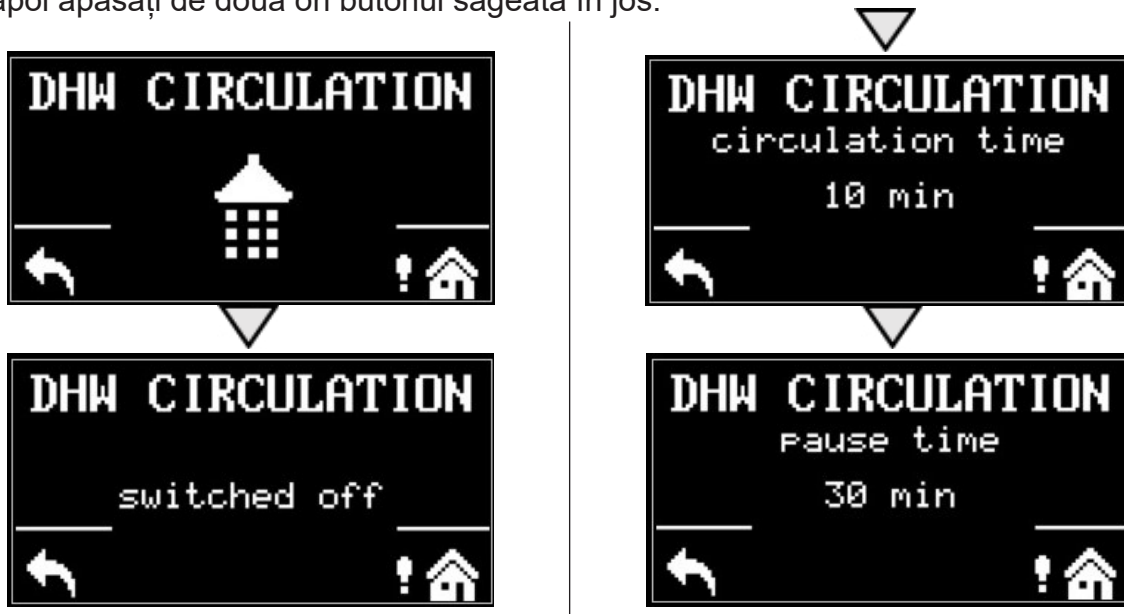 apoi apăsați de două ori butonul săgeată în jos.
DHW CIRCULATION
DHW CIRCULATION
switched off
DHW CIRCULATION
circulation time
10 min
DHW CIRCULATION
pause time
30 min